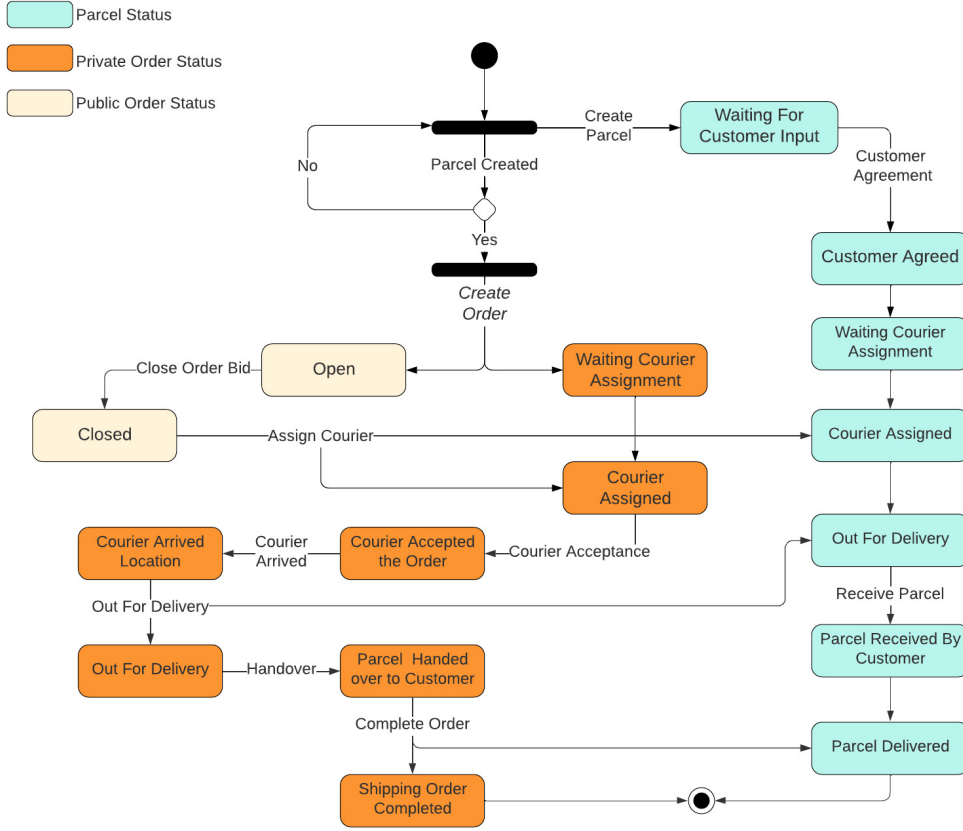 Parcel Status
Private Order Status
Public Order Status
Create
Parcel
Waiting For
Customer Input
No
Parcel Created
Customer
Agreement
Yes
Customer Agreed
Create
Order
Waiting Courier
Assignment
Close Order Bid
Open
Waiting Courier
Assignment
Closed
Assign Courier
Courier Assigned
Courier
Assigned
Courier Arrived
Location
Courier
Arrived
Courier Accepted
the Order
Courier Acceptance
Out For Delivery
Receive Parcel
Out For Delivery
Parcel Received By
Customer
Out For Delivery
Handover
Parcel Handed
over to Customer
Complete Order
Parcel Delivered
Shipping Order
Completed